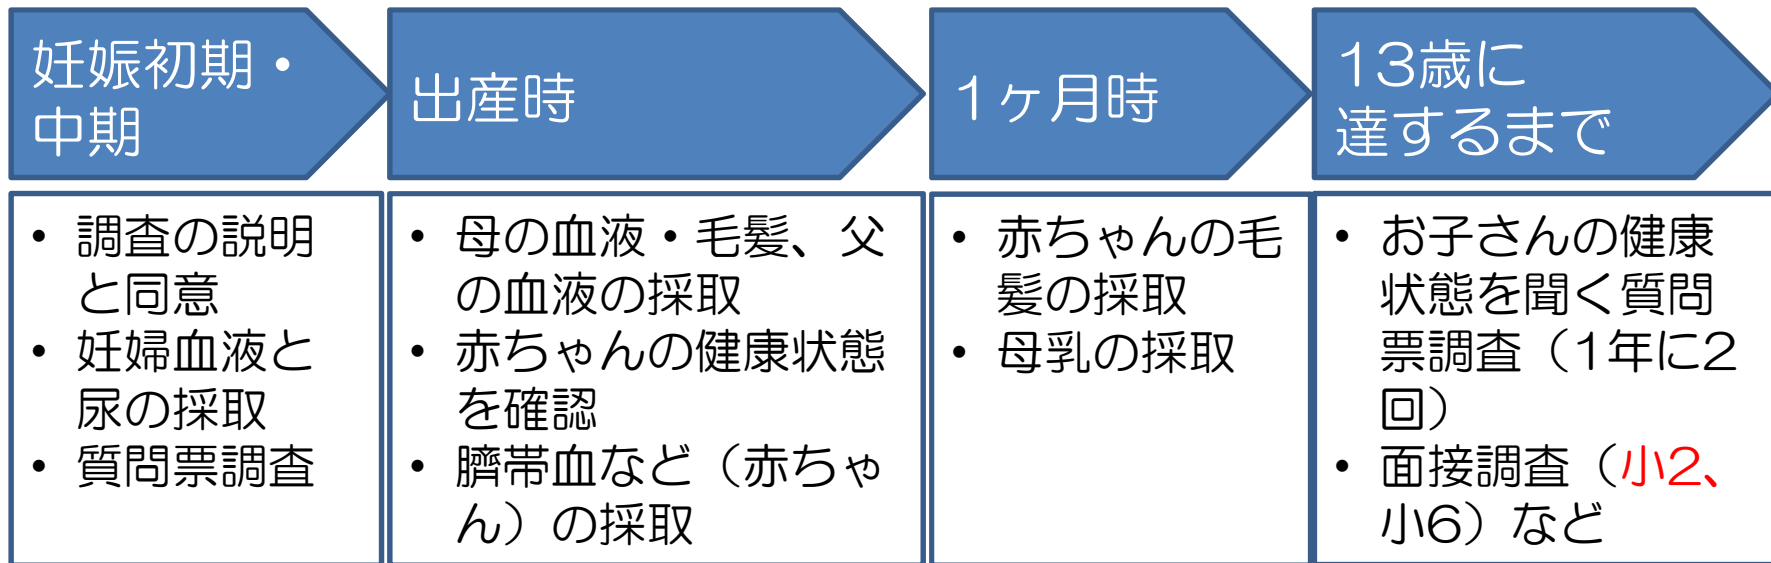 妊娠初期・
中期
出産時
1ヶ月時
13歳に
達するまで
• 調査の説明
と同意
• 妊婦血液と
尿の採取
• 質問票調査
• 母の血液・毛髪、父
の血液の採取
• 赤ちゃんの健康状態
を確認
• 臍帯血など（赤ちゃ
ん）の採取
• 赤ちゃんの毛
髪の採取
• 母乳の採取
• お子さんの健康
状態を聞く質問
票調査（1年に2
回）
• 面接調査（小2、
小6）など